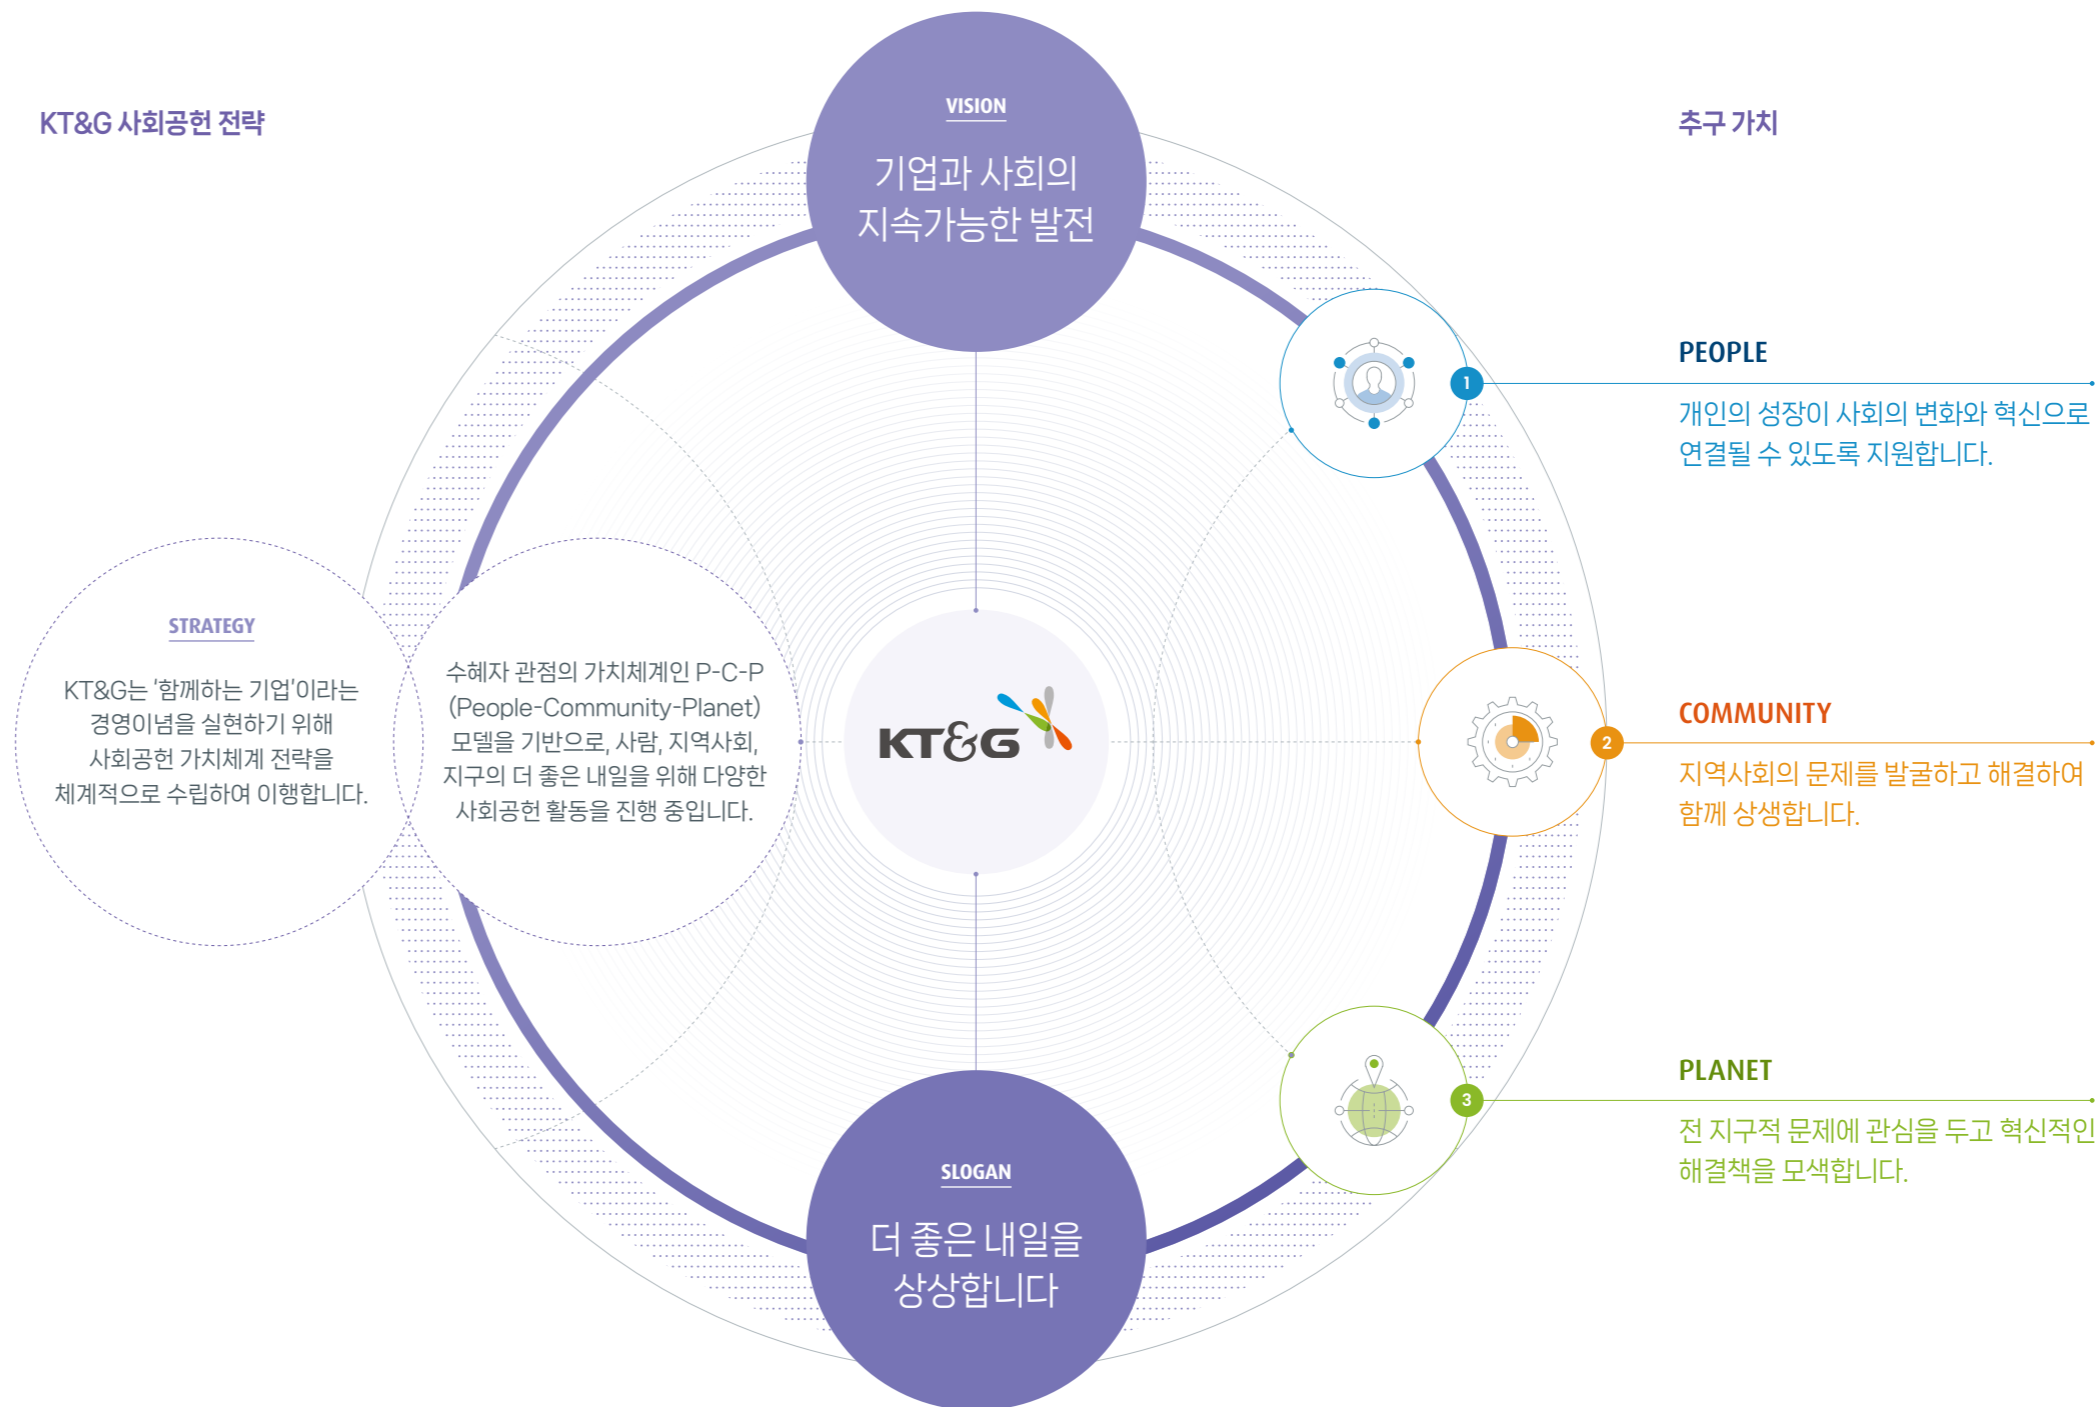 KT&G 사회공헌 전략
추구 가치
VISION
기업과 사회의
지속가능한 발전
STRATEGY
KT&G는 '함께하는 기업'이라는
경영이념을 실현하기 위해
사회공헌 가치체계 전략을
체계적으로 수립하여 이행합니다.
수혜자 관점의 가치체계인 P-C-P
(People-Community-Planet)
모델을 기반으로, 사람, 지역사회,
지구의 더 좋은 내일을 위해 다양한
사회공헌 활동을 진행 중입니다.
KT&G
SLOGAN
더 좋은 내일을
상상합니다
1
PEOPLE
개인의 성장이 사회의 변화와 혁신으로
연결될 수 있도록 지원합니다.
2
COMMUNITY
지역사회의 문제를 발굴하고 해결하여
함께 상생합니다.
3
PLANET
전 지구적 문제에 관심을 두고 혁신적인
해결책을 모색합니다.